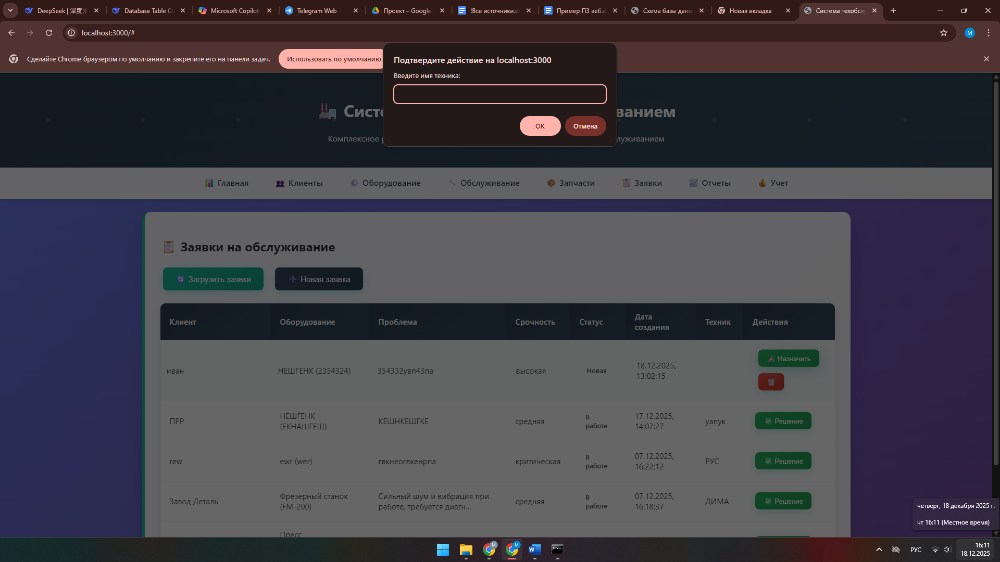 DeepSeek | 深度
Database Table Co
Microsoft Copilot
Telegram Web
Проект – Google
!Все источники.d
Пример ПЗ веб.d
Схема базы данн
Новая вкладка
Система техобслу
localhost:3000/#
M
Сделайте Chrome браузером по умолчанию и закрепите его на панели задач.
Использовать по умолчанию
Подтвердите действие на localhost:3000
Введите имя техника:
OK
Отмена
Сист
ванием
Комплексное
луживанием
Главная
Клиенты
Оборудование
Обслуживание
Запчасти
Заявки
Отчеты
Учет
Заявки на обслуживание
Загрузить заявки
Новая заявка
Клиент
Оборудование
Проблема
Срочность
Статус
Дата
создания
Техник
Действия
иван
НЕШГЕНК (2354324)
354332увп43па
высокая
Новая
18.12.2025,
13:02:15
Назначить
ПРР
НЕШГЕНК
(ЕКНАШГЕШ)
КЕШНКЕШГКЕ
средняя
В
работе
17.12.2025,
14:07:27
уапук
Решение
rew
ewr (wer)
гвкнеогвкенрпа
критическая
В
работе
07.12.2025,
16:22:12
РУС
Решение
Завод Деталь
Фрезерный станок
(FM-200)
Сильный шум и вибрация при
работе, требуется диагн...
средняя
В
работе
07.12.2025,
16:18:37
ДИМА
Решение
Пресс
четверг, 18 декабря 2025 г.
чт 16:11 (Местное время)
M
M
РУС
16:11
18.12.2025